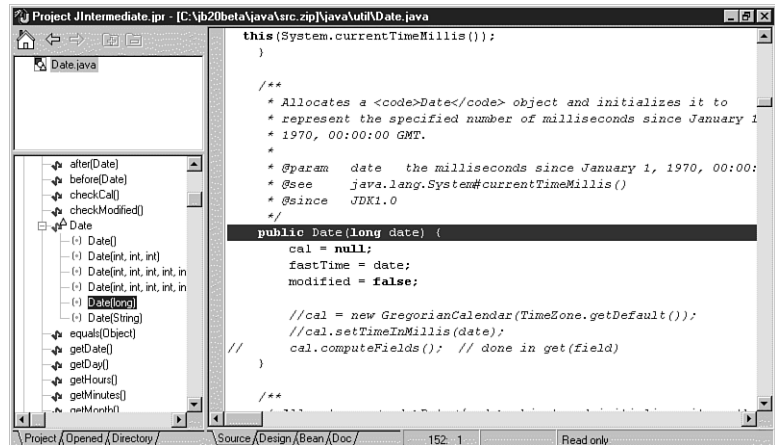 Project JIntermediate.jpr - [C:\jb20beta\java\src.zip]\java\util\Date.java
Date.java
after(Date)
before(Date)
checkCal()
checkModified()
Date
Date()
Date(int, int, int)
Date(int, int, int, int, in
Date(int, int, int, int, in
Date(long)
Date(String)
equals(Object)
getDate()
getDay()
getHours()
getMinutes()
getMonth()
Project Opened Directory
this(System.currentTimeMillis());
}
/**
* Allocates a <code>Date</code> object and initializes it to
* represent the specified number of milliseconds since January 1
* 1970, 00:00:00 GMT.
*
* @param date the milliseconds since January 1, 1970, 00:00:
* @see java.lang.System#currentTimeMillis()
* @since JDK1.0
*/
public Date(long date) {
cal = null;
fastTime = date;
modified = false;
//cal = new GregorianCalendar(TimeZone.getDefault());
//cal.setTimeInMillis(date);
// cal.computeFields(); // done in get(field)
}
/**
Source Design Bean Doc
152: 1
Read only